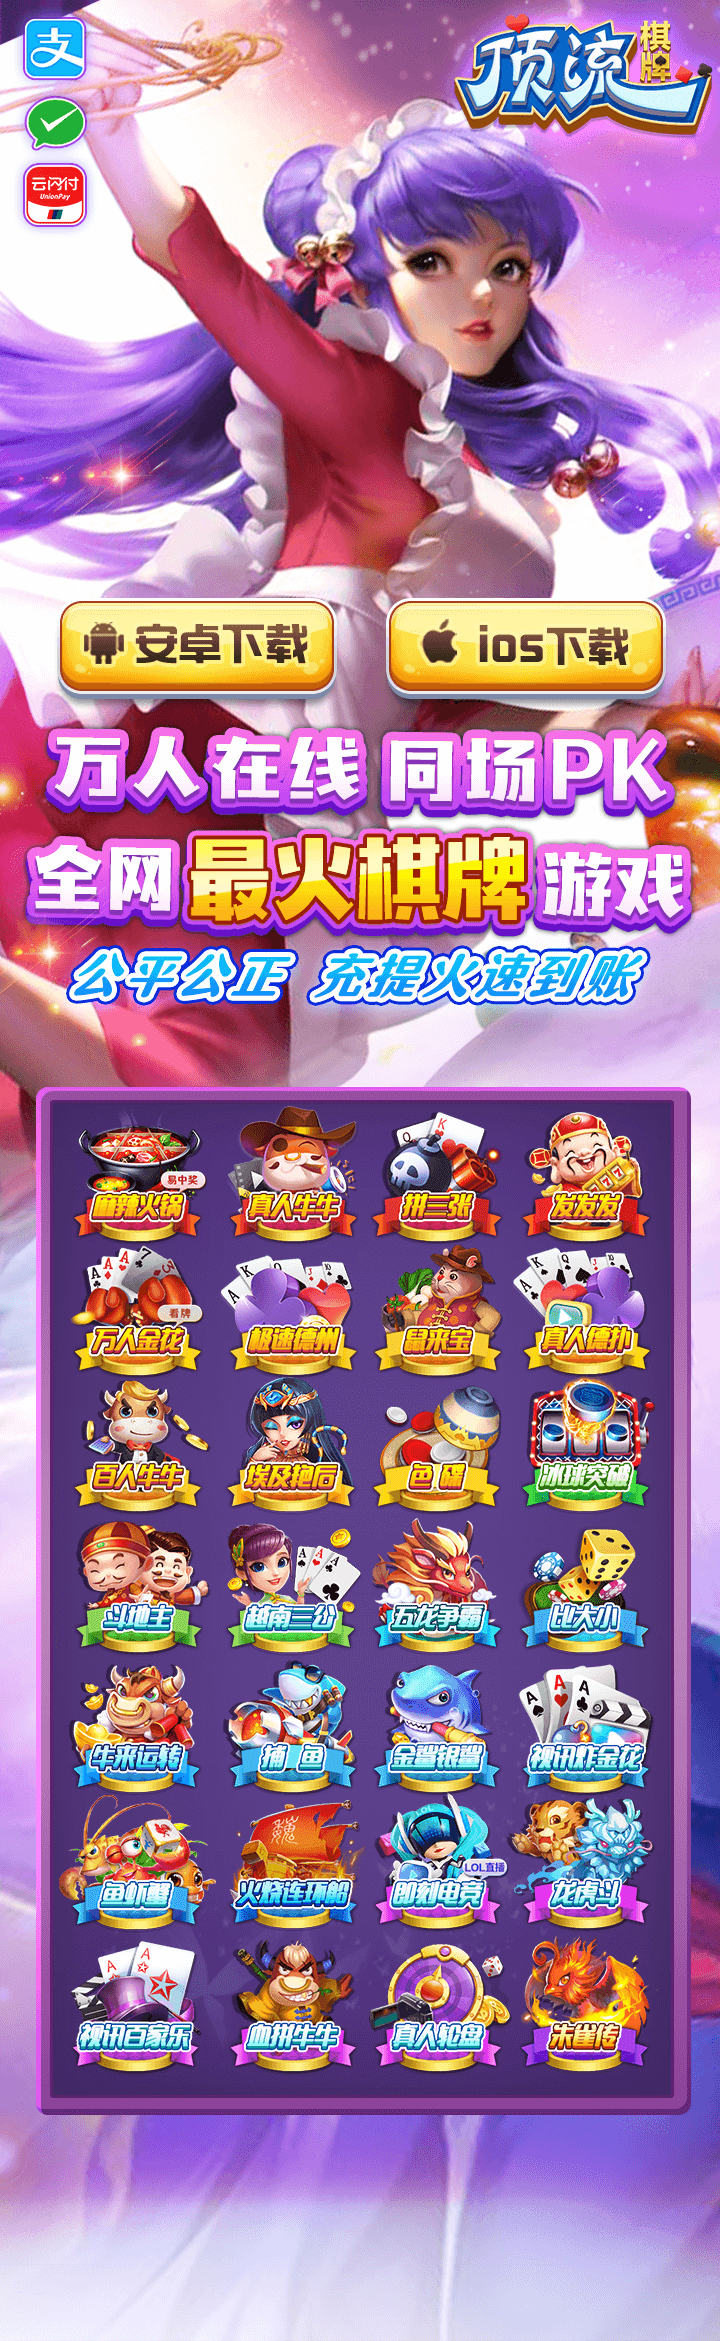 支
云闪付
UnionPay
顶流
棋牌
安卓下载
ios下载
万人在线 同场PK
全网最火棋牌游戏
公平公正 充提火速到账
易中奖
麻辣火锅
真人牛牛
拼三张
发发发
看牌
万人金花
极速德州
鼠来宝
真人德扑
百人牛牛
埃及艳后
色碟
冰球突破
斗地主
越南三公
五龙争霸
比大小
牛来运转
捕鱼
金鲨银鲨
视讯炸金花
鱼虾蟹
火烧连环船
LOL直播
即刻电竞
龙虎斗
视讯百家乐
血拼牛牛
真人轮盘
朱雀传